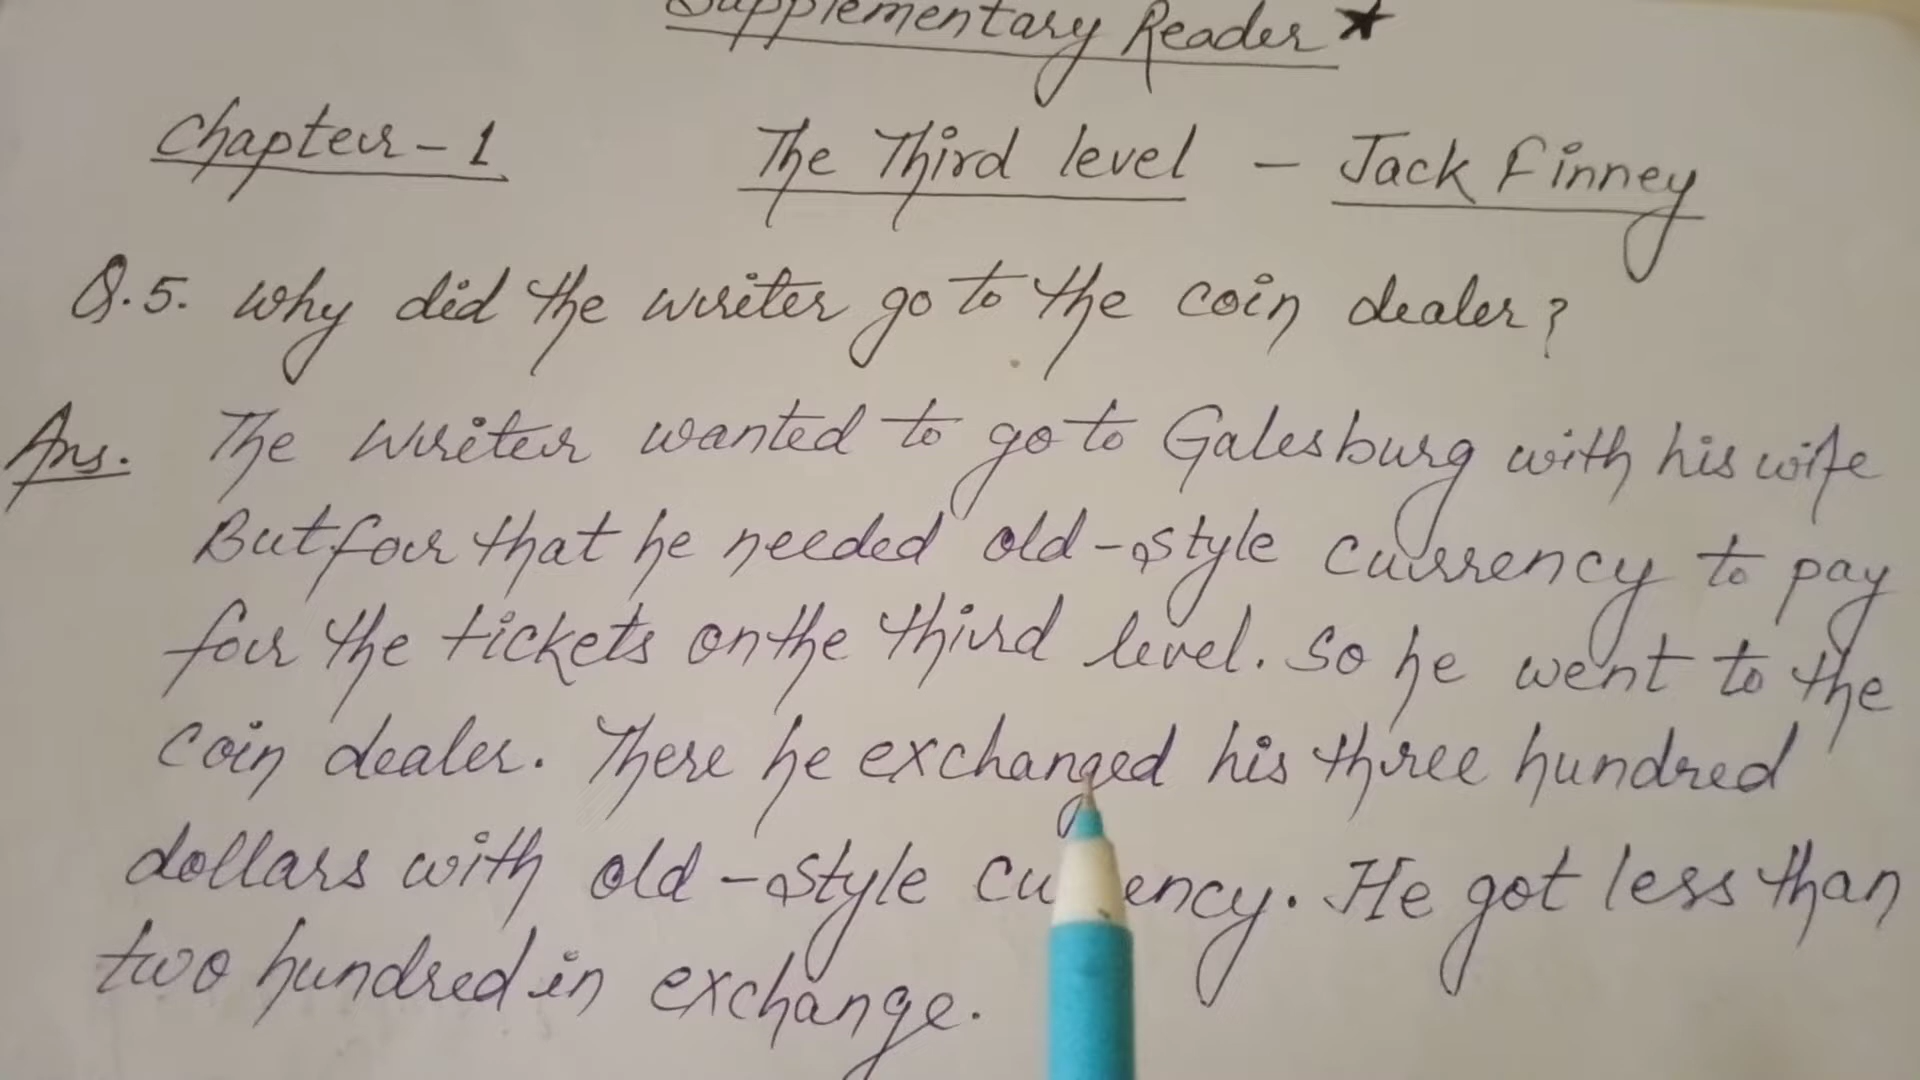 Supplementary Reader ★
Chapter - 1 The Third level - Jack Finney
Q.5. Why did the writer go to the coin dealer?
Ans. The writer wanted to go to Galesburg with his wife
But for that he needed old-style currency to pay
for the tickets on the third level. So he went to the
coin dealer. There he exchanged his three hundred
dollars with old-style cu ency. He got less than
two hundred in exchange.